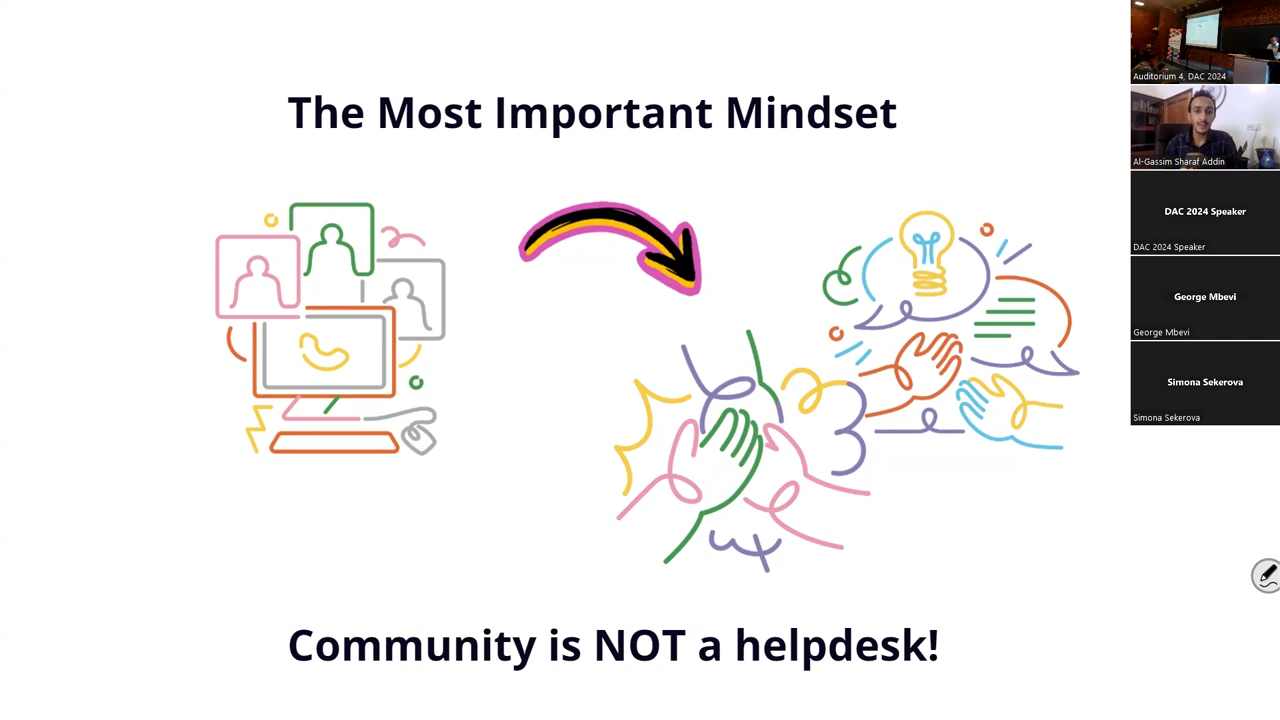 The Most Important Mindset
Community is NOT a helpdesk!
Auditorium 4, DAC 2024
Al-Gassim Sharaf Addin
DAC 2024 Speaker
DAC 2024 Speaker
George Mbevi
George Mbevi
Simona Sekerova
Simona Sekerova